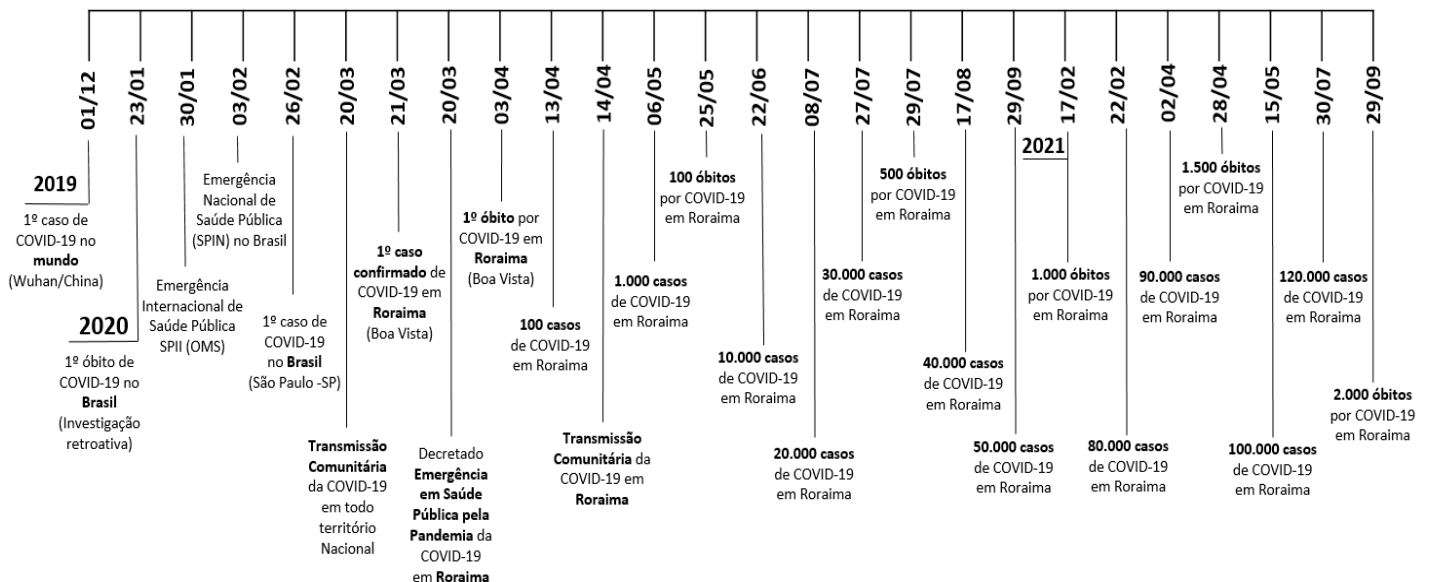 01/12
23/01
30/01
03/02
26/02
20/03
21/03
20/03
03/04
13/04
14/04
06/05
25/05
22/06
08/07
27/07
29/07
17/08
29/09
17/02
22/02
02/04
28/04
15/05
30/07
29/09
2019
1º caso de
COVID-19 no
mundo
(Wuhan/China)
2020
1º óbito de
COVID-19 no
Brasil
(Investigação
retroativa)
Emergência
Internacional de
Saúde Pública
SPII (OMS)
Emergência
Nacional de
Saúde Pública
(SPIN) no Brasil
1º caso de
COVID-19
no Brasil
(São Paulo -SP)
Transmissão
Comunitária
da COVID-19
em todo
território
Nacional
1º caso
confirmado de
COVID-19 em
Roraima
(Boa Vista)
Decretado
Emergência
em Saúde
Pública pela
Pandemia da
COVID-19
em Roraima
1º óbito por
COVID-19 em
Roraima
(Boa Vista)
100 casos
de COVID-19
em Roraima
Transmissão
Comunitária da
COVID-19 em
Roraima
1.000 casos
de COVID-19
em Roraima
100 óbitos
por COVID-19
em Roraima
10.000 casos
de COVID-19
em Roraima
20.000 casos
de COVID-19
em Roraima
30.000 casos
de COVID-19
em Roraima
500 óbitos
por COVID-19
em Roraima
40.000 casos
de COVID-19
em Roraima
50.000 casos
de COVID-19
em Roraima
2021
1.000 óbitos
por COVID-19
em Roraima
80.000 casos
de COVID-19
em Roraima
90.000 casos
de COVID-19
em Roraima
1.500 óbitos
por COVID-19
em Roraima
100.000 casos
de COVID-19
em Roraima
120.000 casos
de COVID-19
em Roraima
2.000 óbitos
por COVID-19
em Roraima